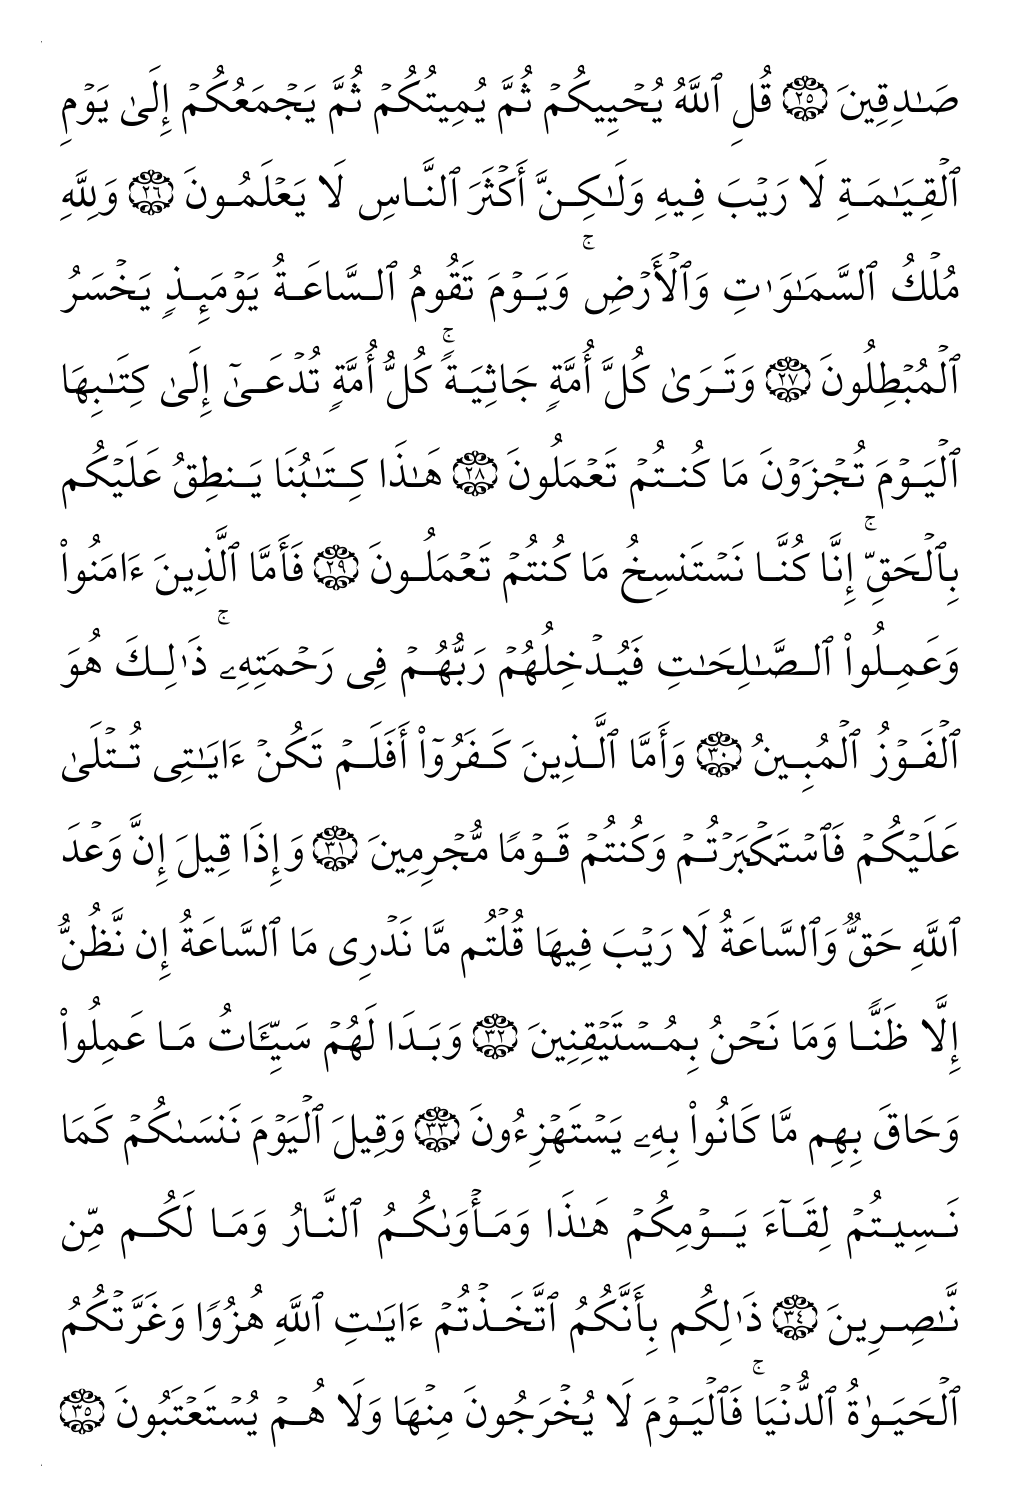 صَـٰدِقِينَ ٢٥ قُلِ ٱللَّهُ يُحۡيِيكُمۡ ثُمَّ يُمِيتُكُمۡ ثُمَّ يَجۡمَعُكُمۡ إِلَىٰ يَوۡمِ
ٱلۡقِيَـٰمَةِ لَا رَيۡبَ فِيهِ وَلَـٰكِنَّ أَكۡثَرَ ٱلنَّاسِ لَا يَعۡلَمُونَ ٢٦ وَلِلَّهِ
مُلۡكُ ٱلسَّمَـٰوَٰتِ وَٱلۡأَرۡضِۚ وَيَوۡمَ تَقُومُ ٱلسَّاعَةُ يَوۡمَئِذٖ يَخۡسَرُ
ٱلۡمُبۡطِلُونَ ٢٧ وَتَرَىٰ كُلَّ أُمَّةٖ جَاثِيَةٗۚ كُلُّ أُمَّةٖ تُدۡعَىٰٓ إِلَىٰ كِتَـٰبِهَا
ٱلۡيَوۡمَ تُجۡزَوۡنَ مَا كُنتُمۡ تَعۡمَلُونَ ٢٨ هَـٰذَا كِتَـٰبُنَا يَنطِقُ عَلَيۡكُم
بِٱلۡحَقِّۚ إِنَّا كُنَّا نَسۡتَنسِخُ مَا كُنتُمۡ تَعۡمَلُونَ ٢٩ فَأَمَّا ٱلَّذِينَ ءَامَنُواْ
وَعَمِلُواْ ٱلصَّـٰلِحَـٰتِ فَيُدۡخِلُهُمۡ رَبُّهُمۡ فِي رَحۡمَتِهِۦۚ ذَٰلِكَ هُوَ
ٱلۡفَوۡزُ ٱلۡمُبِينُ ٣٠ وَأَمَّا ٱلَّذِينَ كَفَرُوٓاْ أَفَلَمۡ تَكُنۡ ءَايَـٰتِي تُتۡلَىٰ
عَلَيۡكُمۡ فَٱسۡتَكۡبَرۡتُمۡ وَكُنتُمۡ قَوۡمٗا مُّجۡرِمِينَ ٣١ وَإِذَا قِيلَ إِنَّ وَعۡدَ
ٱللَّهِ حَقّٞ وَٱلسَّاعَةُ لَا رَيۡبَ فِيهَا قُلۡتُم مَّا نَدۡرِي مَا ٱلسَّاعَةُ إِن نَّظُنُّ
إِلَّا ظَنّٗا وَمَا نَحۡنُ بِمُسۡتَيۡقِنِينَ ٣٢ وَبَدَا لَهُمۡ سَيِّـَٔاتُ مَا عَمِلُواْ
وَحَاقَ بِهِم مَّا كَانُواْ بِهِۦ يَسۡتَهۡزِءُونَ ٣٣ وَقِيلَ ٱلۡيَوۡمَ نَنسَىٰكُمۡ كَمَا
نَسِيتُمۡ لِقَآءَ يَوۡمِكُمۡ هَـٰذَا وَمَأۡوَىٰكُمُ ٱلنَّارُ وَمَا لَكُم مِّن
نَّـٰصِرِينَ ٣٤ ذَٰلِكُم بِأَنَّكُمُ ٱتَّخَذۡتُمۡ ءَايَـٰتِ ٱللَّهِ هُزُوٗا وَغَرَّتۡكُمُ
ٱلۡحَيَوٰةُ ٱلدُّنۡيَاۚ فَٱلۡيَوۡمَ لَا يُخۡرَجُونَ مِنۡهَا وَلَا هُمۡ يُسۡتَعۡتَبُونَ ٣٥